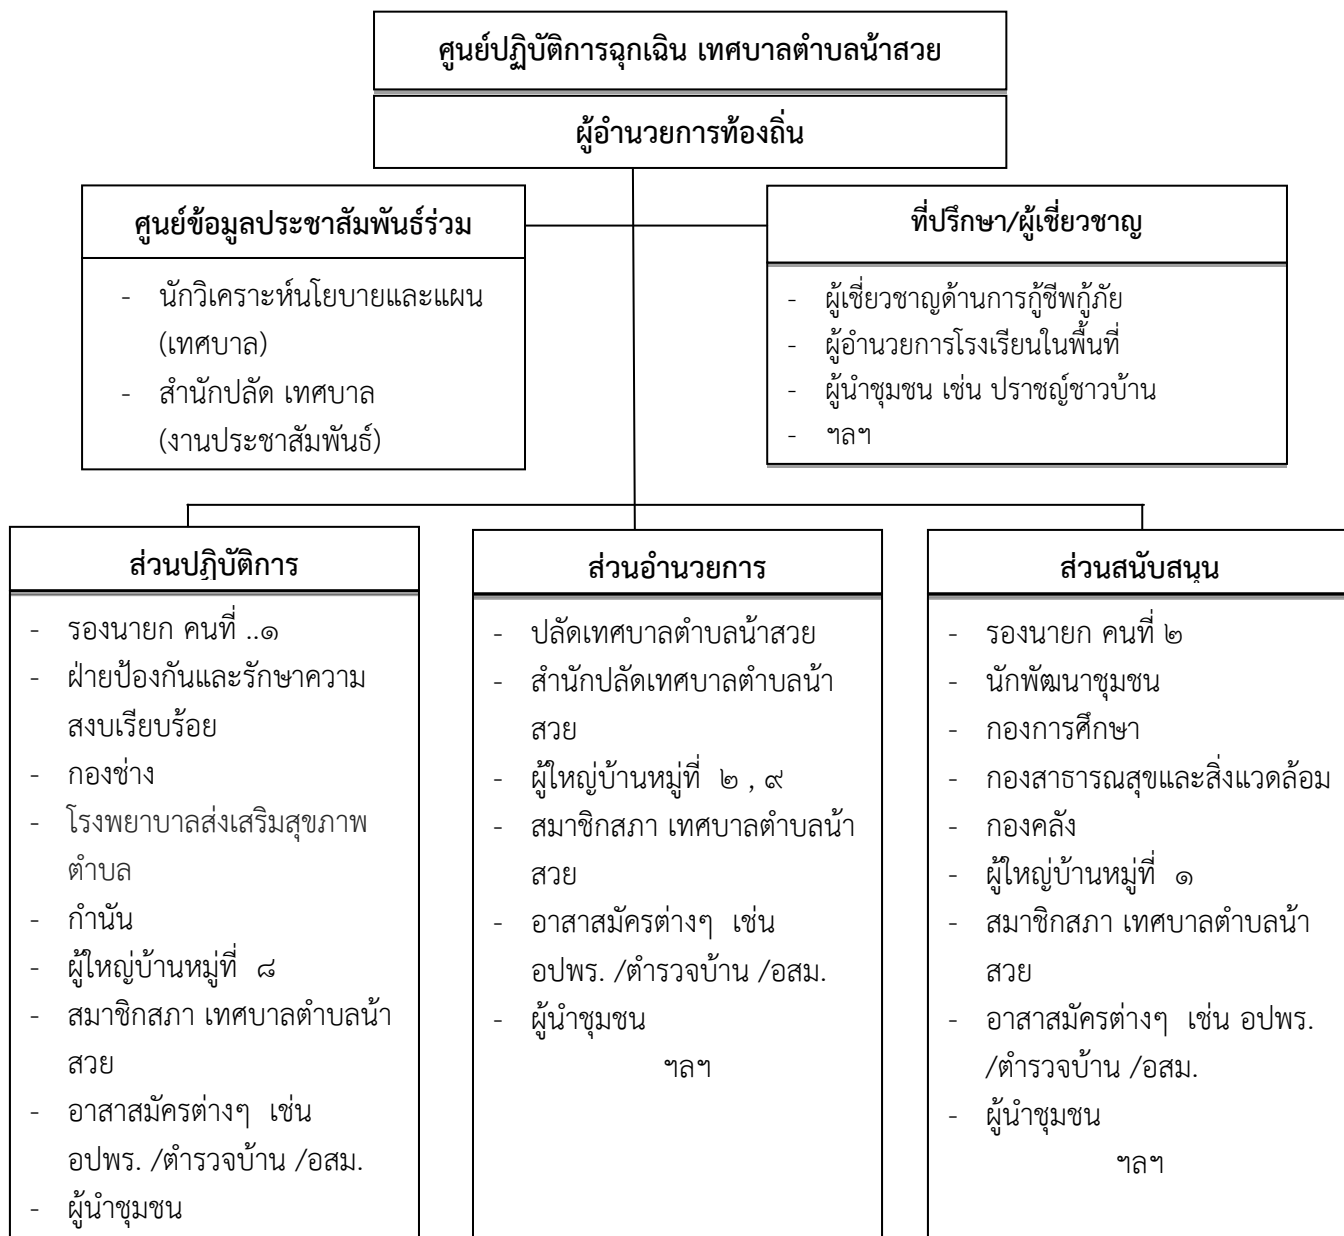 ศูนย์ปฏิบัติการฉุกเฉิน เทศบาลตำบลน้าสวย
ผู้อำนวยการท้องถิ่น
ศูนย์ข้อมูลประชาสัมพันธ์ร่วม
- นักวิเคราะห์นโยบายและแผน
(เทศบาล)
- สำนักปลัด เทศบาล
(งานประชาสัมพันธ์)
ที่ปรึกษา/ผู้เชี่ยวชาญ
- ผู้เชี่ยวชาญด้านการกู้ชีพกู้ภัย
- ผู้อำนวยการโรงเรียนในพื้นที่
- ผู้นำชุมชน เช่น ปราชญ์ชาวบ้าน
- ฯลฯ
ส่วนปฏิบัติการ
- รองนายก คนที่ ..๑
- ฝ่ายป้องกันและรักษาความ
สงบเรียบร้อย
- กองช่าง
- โรงพยาบาลส่งเสริมสุขภาพ
ตำบล
- กำนัน
- ผู้ใหญ่บ้านหมู่ที่ ๘
- สมาชิกสภา เทศบาลตำบลน้า
สวย
- อาสาสมัครต่างๆ เช่น
อปพร. /ตำรวจบ้าน /อสม.
- ผู้นำชุมชน
ส่วนอำนวยการ
- ปลัดเทศบาลตำบลน้าสวย
- สำนักปลัดเทศบาลตำบลน้า
สวย
- ผู้ใหญ่บ้านหมู่ที่ ๒ , ๙
- สมาชิกสภา เทศบาลตำบลน้า
สวย
- อาสาสมัครต่างๆ เช่น
อปพร. /ตำรวจบ้าน /อสม.
- ผู้นำชุมชน
ฯลฯ
ส่วนสนับสนุน
- รองนายก คนที่ ๒
- นักพัฒนาชุมชน
- กองการศึกษา
- กองสาธารณสุขและสิ่งแวดล้อม
- กองคลัง
- ผู้ใหญ่บ้านหมู่ที่ ๑
- สมาชิกสภา เทศบาลตำบลน้า
สวย
- อาสาสมัครต่างๆ เช่น อปพร.
/ตำรวจบ้าน /อสม.
- ผู้นำชุมชน
ฯลฯ